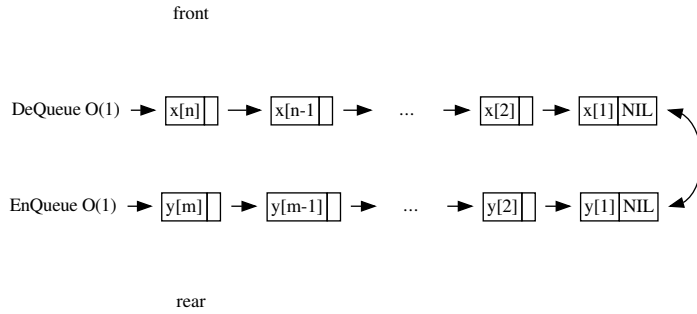 front
DeQueue O(1) x[n] x[n-1 ... x[2] x[1] NIL
EnQueue O(1) y[m] y[m-1] ... y[2] y[1] NIL
rear